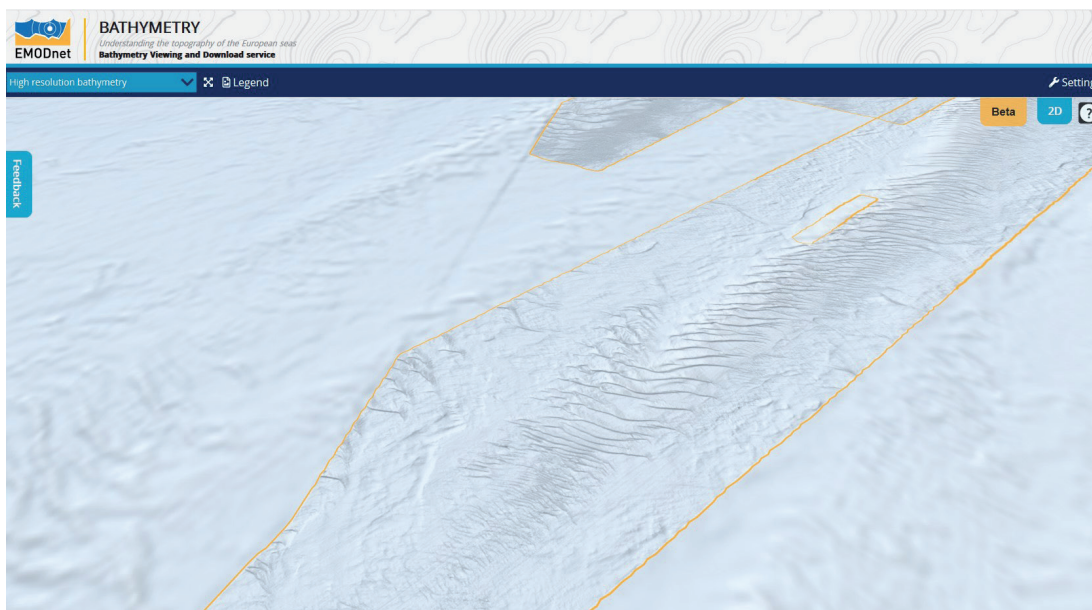 EMODnet
BATHYMETRY
Understanding the topography of the European seas
Bathymetry Viewing and Download service
High resolution bathymetry
Legend
Setting
Beta
2D
?
Feedback